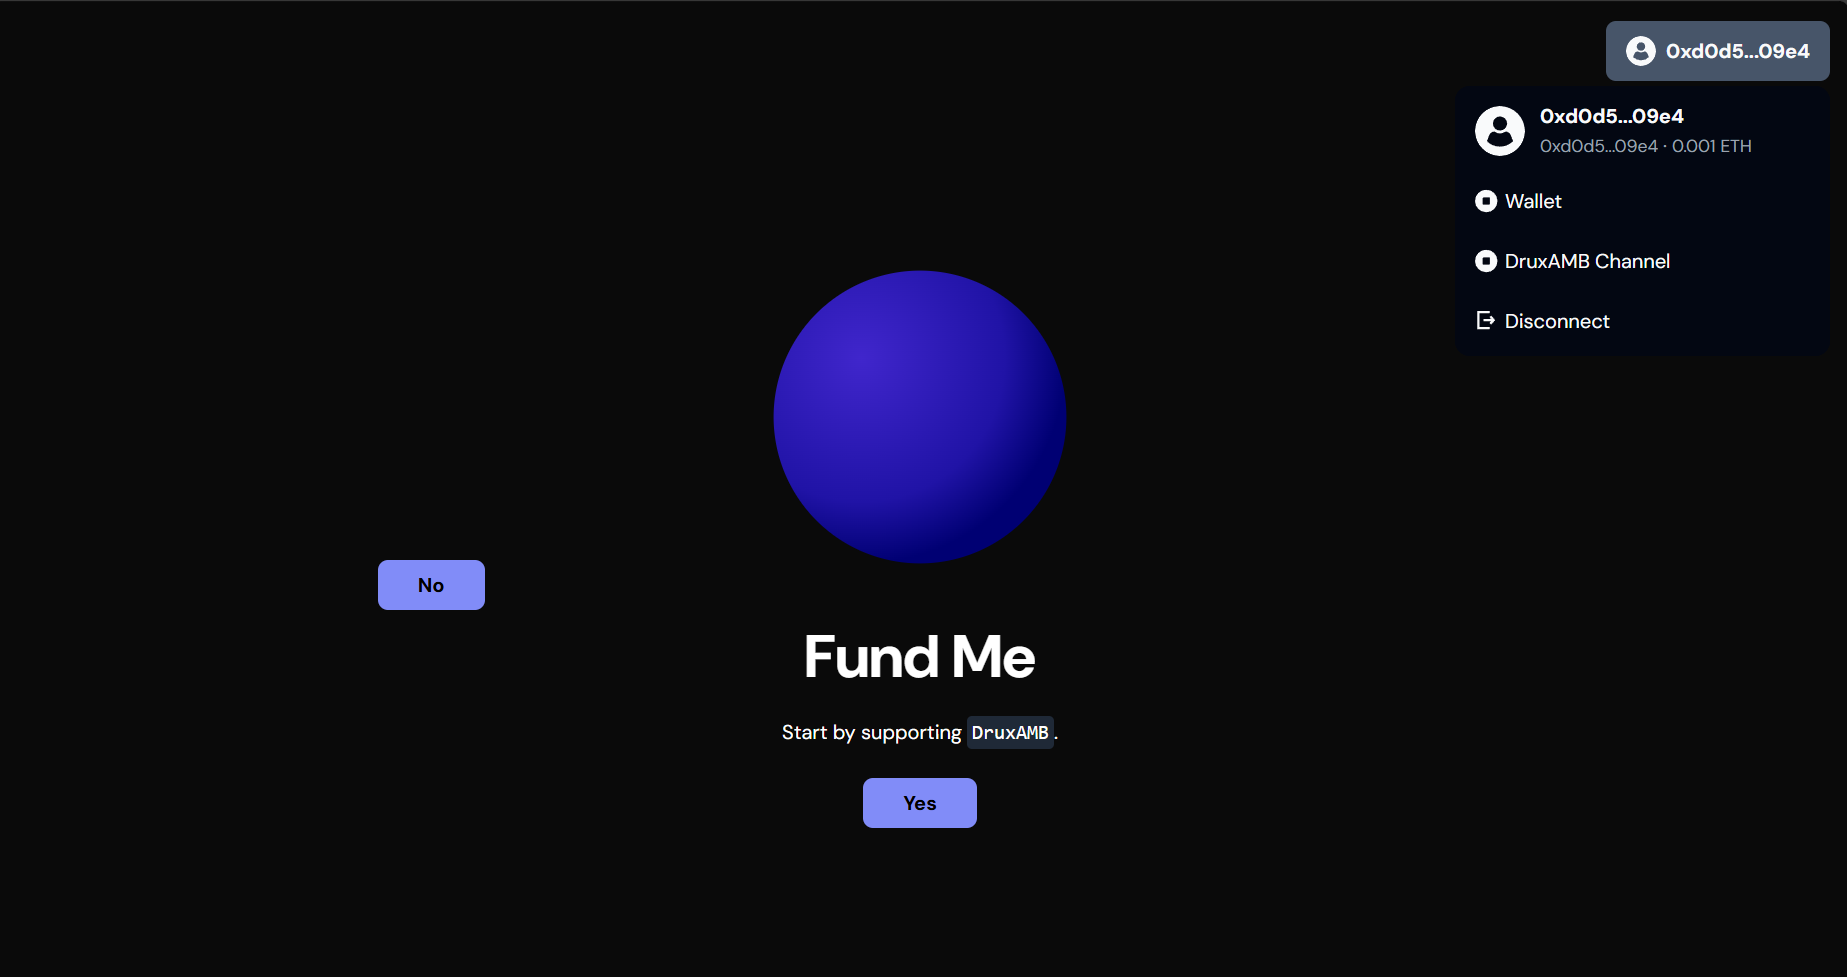 0xd0d5...09e4
0xd0d5...09e4
0xd0d5...09e4 · 0.001 ETH
Wallet
DruxAMB Channel
Disconnect
No
Fund Me
Start by supporting DruxAMB.
Yes